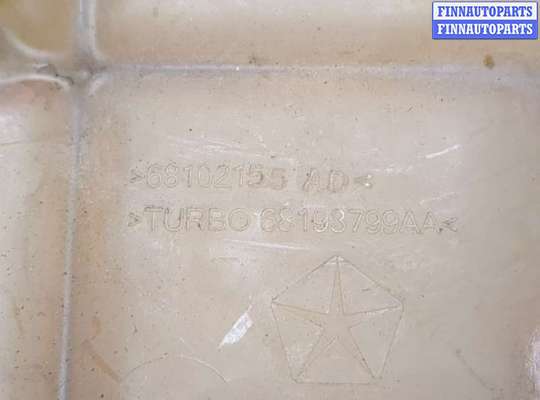 FINNAUTOPARTS
FINNAUTOPARTS
>68102155 AD<
>TURBO 68193799AA<